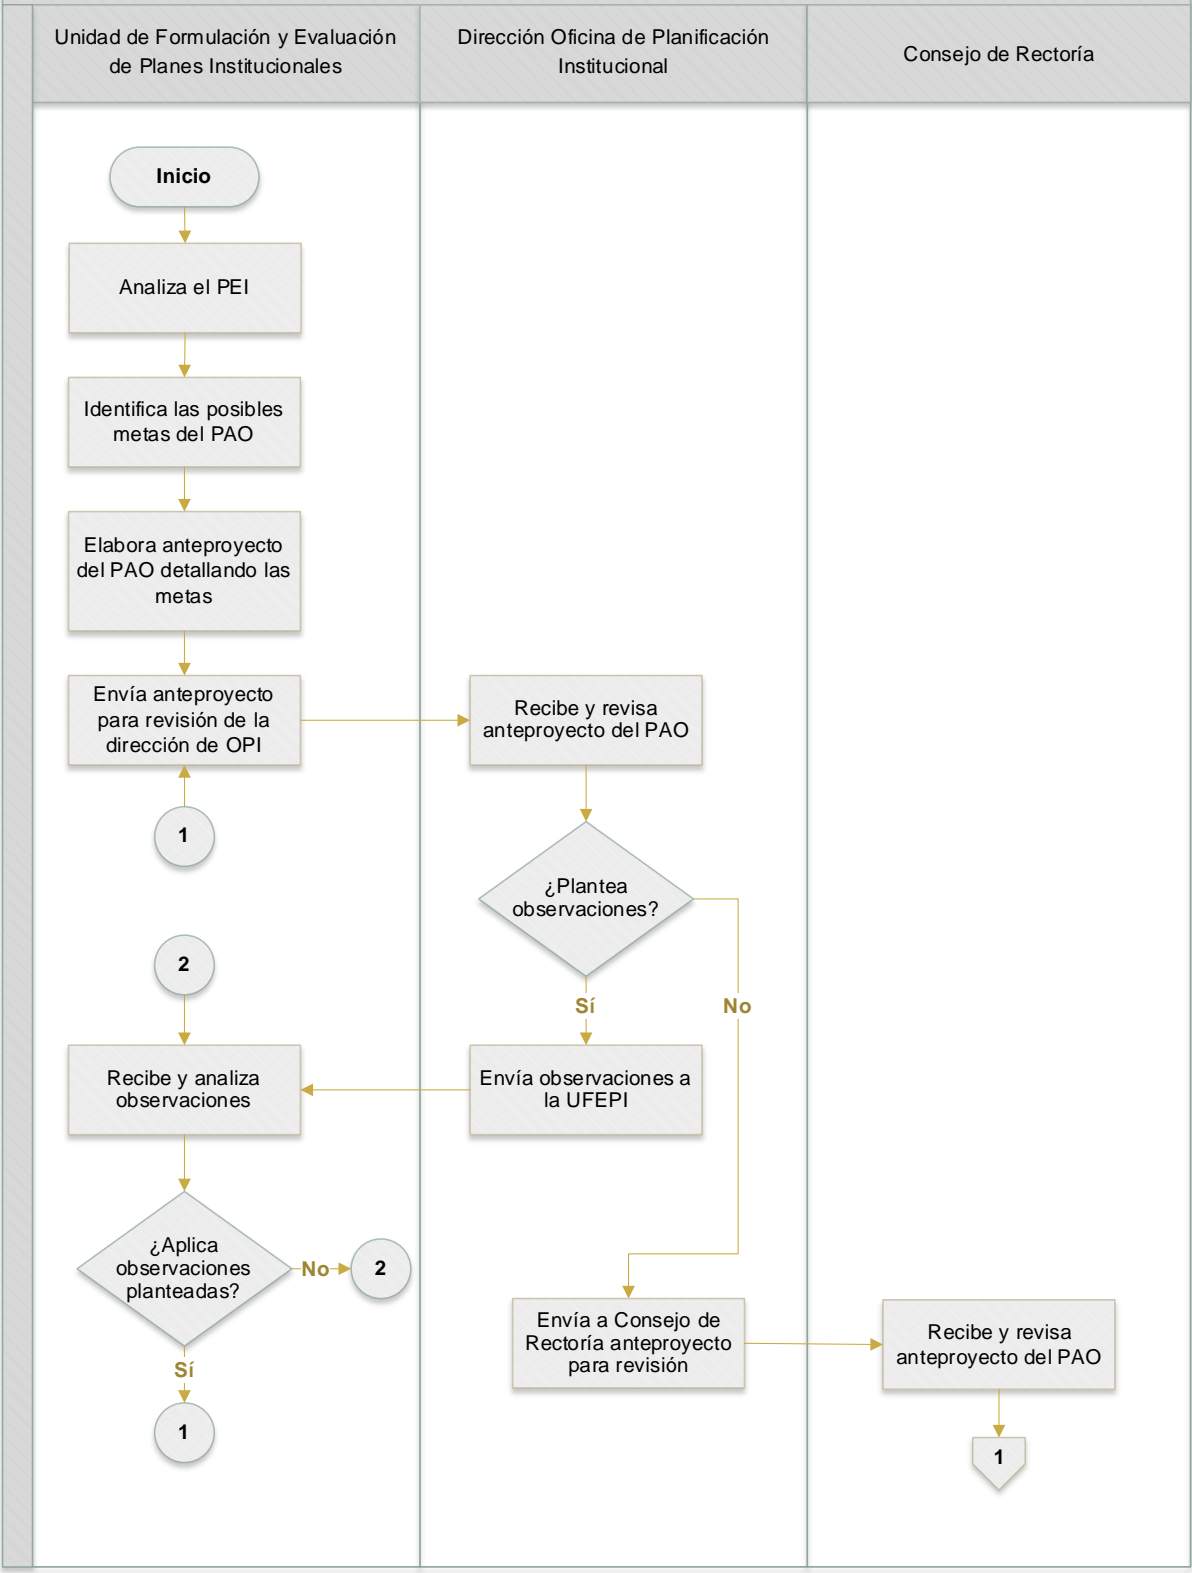 Unidad de Formulación y Evaluación
de Planes Institucionales
Dirección Oficina de Planificación
Institucional
Consejo de Rectoría
Inicio
Analiza el PEI
Identifica las posibles
metas del PAO
Elabora anteproyecto
del PAO detallando las
metas
Envía anteproyecto
para revisión de la
dirección de OPI
Recibe y revisa
anteproyecto del PAO
1
¿Plantea
observaciones?
2
Sí
No
Recibe y analiza
observaciones
Envía observaciones a
la UFEPI
¿Aplica
observaciones
planteadas?
No
2
Envía a Consejo de
Rectoría anteproyecto
para revisión
Recibe y revisa
anteproyecto del PAO
Sí
1
1